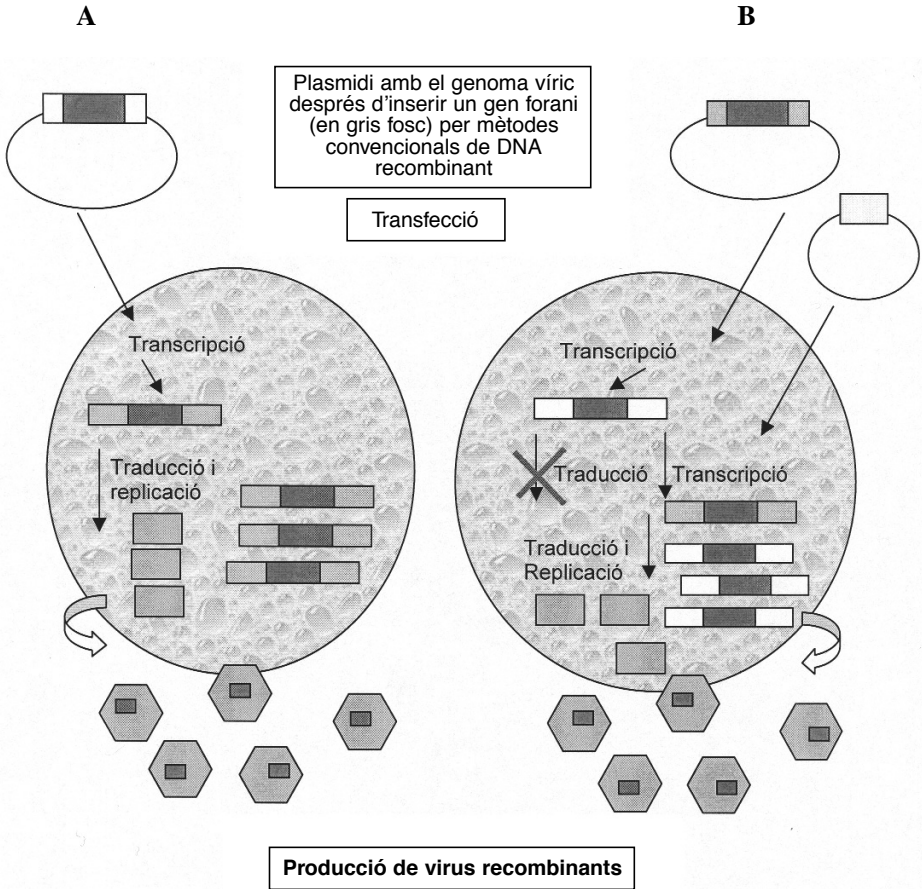 A
B
Plasmidi amb el genoma víric
després d'inserir un gen forani
(en gris fosc) per mètodes
convencionals de DNA
recombinant
Transfecció
Transcripció
Traducció i
replicació
Transcripció
Traducció
Transcripció
Traducció i
Replicació
Producció de virus recombinants